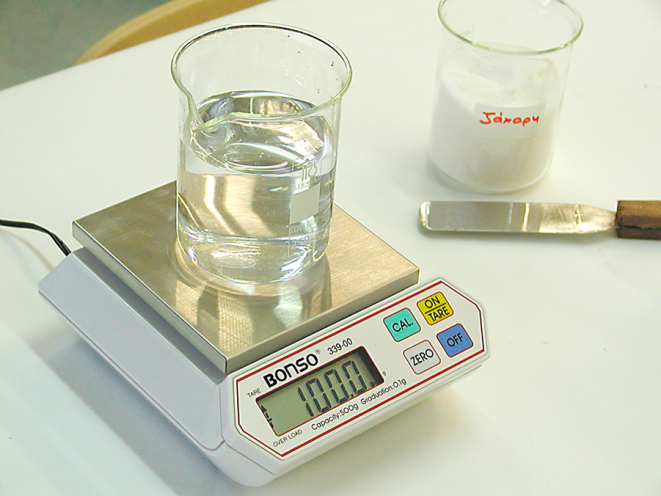 Ζάχαρη
CAL.
ON/TARE
ZERO
OFF
BONSO® 339-00
TARE
100.0 g
OVER LOAD
Capacity:500g Graduation:0.1g